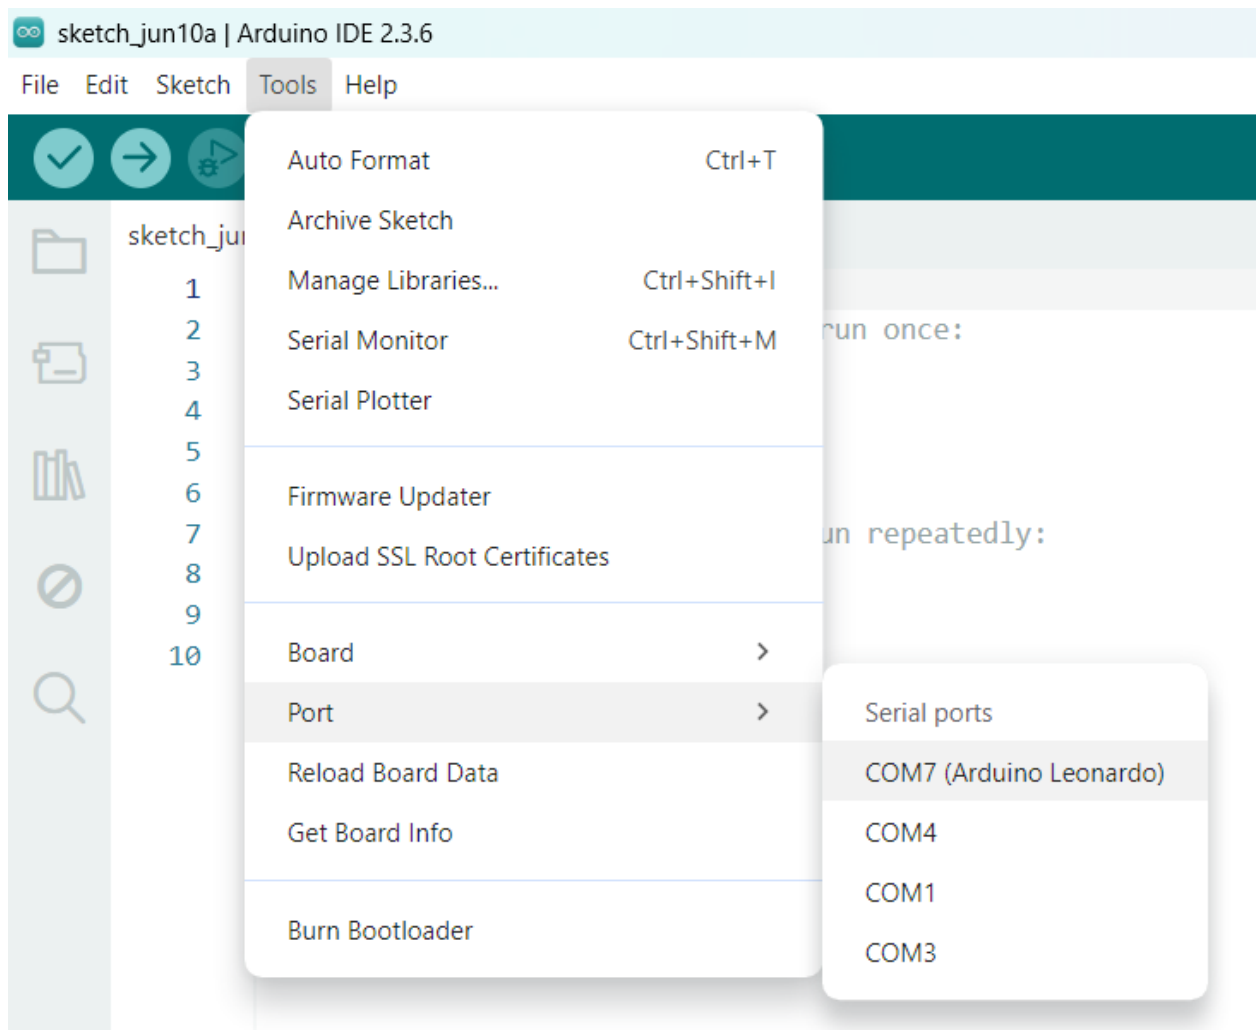 sketch_jun10a | Arduino IDE 2.3.6
File Edit Sketch Tools Help
Auto Format Ctrl+T
Archive Sketch
Manage Libraries... Ctrl+Shift+I
Serial Monitor Ctrl+Shift+M
Serial Plotter
Firmware Updater
Upload SSL Root Certificates
Board
Port
Reload Board Data
Get Board Info
Burn Bootloader
Serial ports
COM7 (Arduino Leonardo)
COM4
COM1
COM3
sketch_jun
1
2 run once:
3
4
5
6
7 un repeatedly:
8
9
10